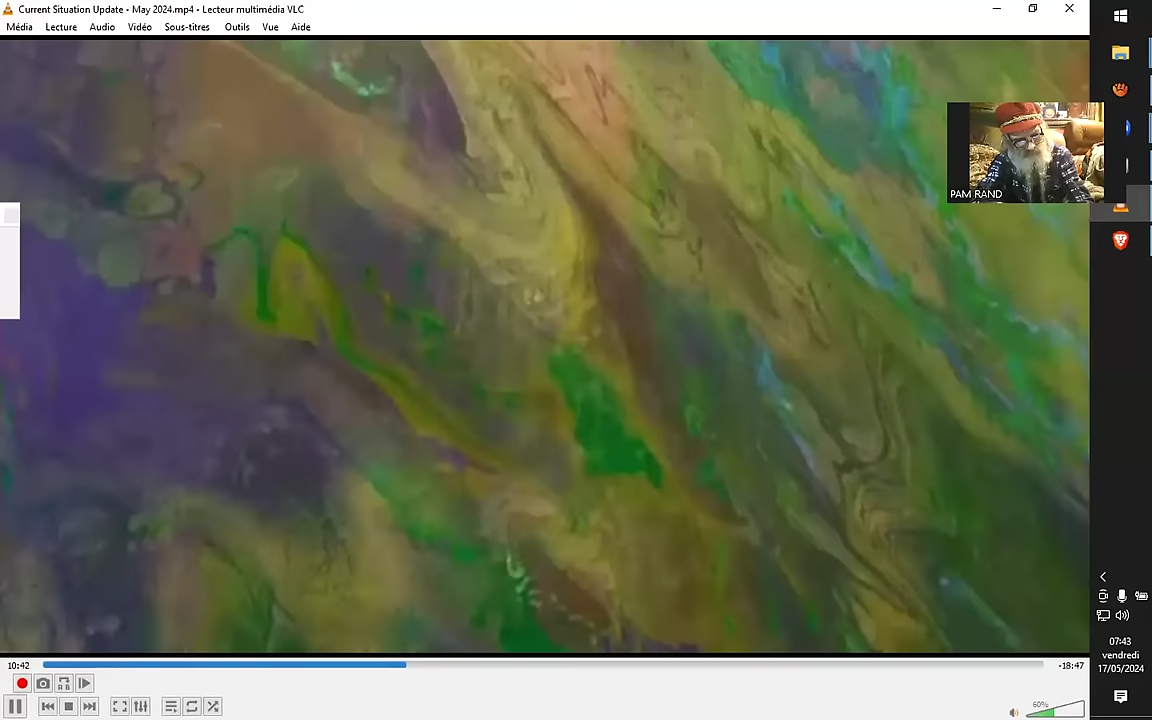 Current Situation Update - May 2024.mp4 - Lecteur multimédia VLC
Média Lecture Audio Vidéo Sous-titres Outils Vue Aide
PAM RAND
10:42
-18:47
60%
07:43
vendredi
17/05/2024